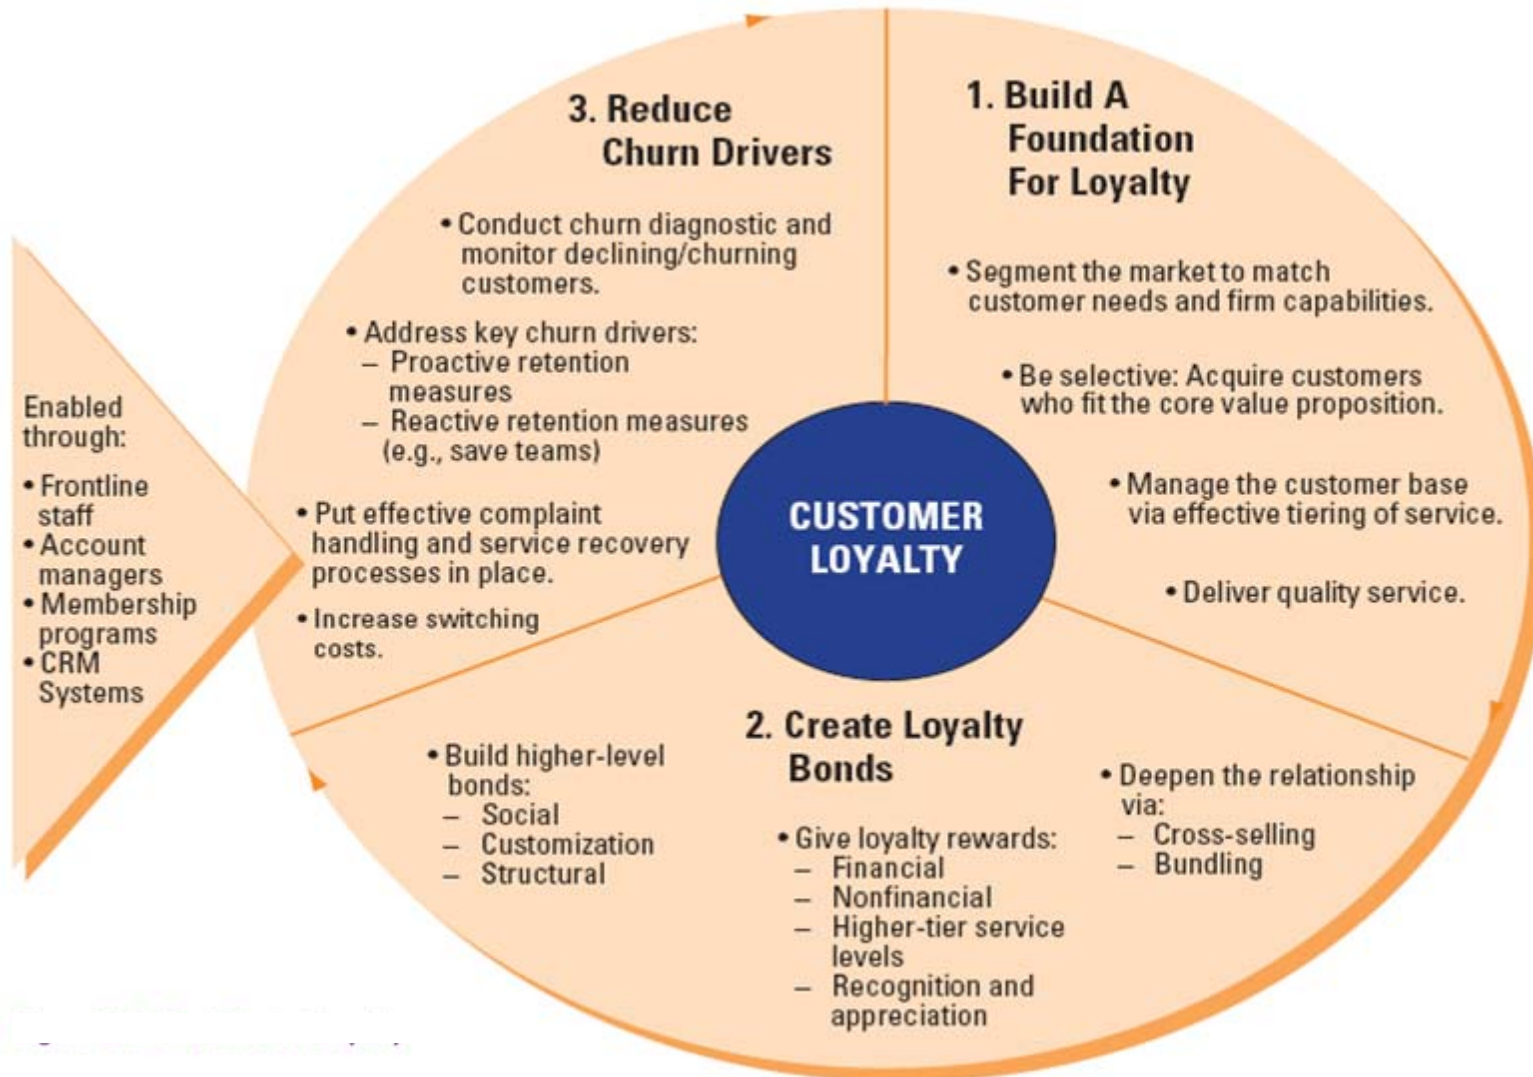 3. Reduce
Churn Drivers
• Conduct churn diagnostic and
monitor declining/churning
customers.
• Address key churn drivers:
– Proactive retention
measures
– Reactive retention measures
(e.g., save teams)
• Put effective complaint
handling and service recovery
processes in place.
• Increase switching
costs.
1. Build A
Foundation
For Loyalty
• Segment the market to match
customer needs and firm capabilities.
• Be selective: Acquire customers
who fit the core value proposition.
• Manage the customer base
via effective tiering of service.
• Deliver quality service.
Enabled
through:
• Frontline
staff
• Account
managers
• Membership
programs
• CRM
Systems
CUSTOMER
LOYALTY
2. Create Loyalty
Bonds
• Build higher-level
bonds:
– Social
– Customization
– Structural
• Give loyalty rewards:
– Financial
– Nonfinancial
– Higher-tier service
levels
– Recognition and
appreciation
• Deepen the relationship
via:
– Cross-selling
– Bundling